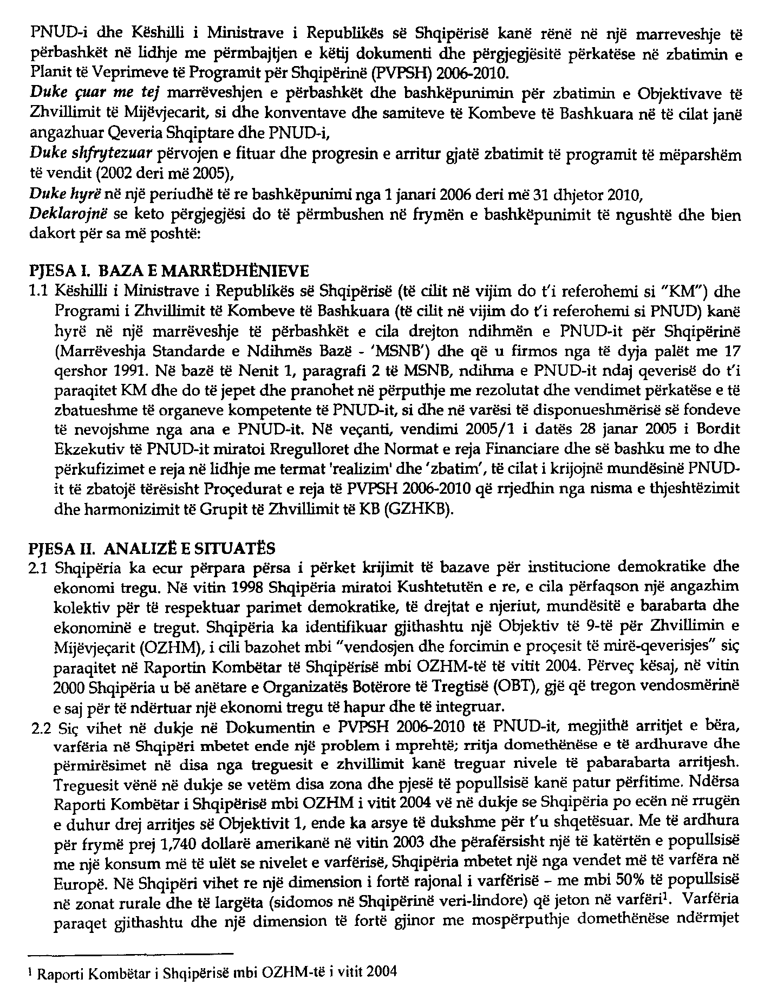 PNUD-i dhe Këshilli i Ministrave i Republikës së Shqipërisë kanë rënë në një marreveshje të
përbashkët në lidhje me përmbajtjen e këtij dokumenti dhe përgjegjësitë përkatëse në zbatimin e
Planit të Veprimeve të Programit për Shqipërinë (PVPSH) 2006-2010.
Duke çuar me tej marrëveshjen e përbashkët dhe bashkëpunimin për zbatimin e Objektivave të
Zhvillimit të Mijëvjecarit, si dhe konventave dhe samiteve të Kombeve të Bashkuara në të cilat janë
angazhuar Qeveria Shqiptare dhe PNUD-i,
Duke shfrytezuar përvojen e fituar dhe progresin e arritur gjatë zbatimit të programit të mëparshëm
të vendit (2002 deri më 2005),
Duke hyrë në një periudhë të re bashkëpunimi nga 1 janari 2006 deri më 31 dhjetor 2010,
Deklarojnë se keto përgjegjësi do të përmbushen në frymën e bashkëpunimit të ngushtë dhe bien
dakort për sa më poshtë:
PJESA I. BAZA E MARRËDHËNIEVE
1.1 Këshilli i Ministrave i Republikës së Shqipërisë (të cilit në vijim do t'i referohemi si "KM") dhe
Programi i Zhvillimit të Kombeve të Bashkuara (të cilit në vijim do t'i referohemi si PNUD) kanë
hyrë në një marrëveshje të përbashkët e cila drejton ndihmën e PNUD-it për Shqipërinë
(Marrëveshja Standarde e Ndihmës Bazë - 'MSNB') dhe që u firmos nga të dyja palët me 17
qershor 1991. Në bazë të Nenit 1, paragrafi 2 të MSNB, ndihma e PNUD-it ndaj qeverisë do t'i
paraqitet KM dhe do të jepet dhe pranohet në përputhje me rezolutat dhe vendimet përkatëse e të
zbatueshme të organeve kompetente të PNUD-it, si dhe në varësi të disponueshmërisë së fondeve
të nevojshme nga ana e PNUD-it. Në veçanti, vendimi 2005/1 i datës 28 janar 2005 i Bordit
Ekzekutiv të PNUD-it miratoi Rregulloret dhe Normat e reja Financiare dhe së bashku me to dhe
përkufizimet e reja në lidhje me termat 'realizim' dhe 'zbatim', të cilat i krijojnë mundësinë PNUD-
it të zbatojë tërësisht Proçedurat e reja të PVPSH 2006-2010 që rrjedhin nga nisma e thjeshtëzimit
dhe harmonizimit të Grupit të Zhvillimit të KB (GZHKB).
PJESA II. ANALIZË E SITUATËS
2.1 Shqipëria ka ecur përpara përsa i përket krijimit të bazave për institucione demokratike dhe
ekonomi tregu. Në vitin 1998 Shqipëria miratoi Kushtetutën e re, e cila përfaqson një angazhim
kolektiv për të respektuar parimet demokratike, të drejtat e njeriut, mundësitë e barabarta dhe
ekonominë e tregut. Shqipëria ka identifikuar gjithashtu një Objektiv të 9-të për Zhvillimin e
Mijëvjeçarit (OZHM), i cili bazohet mbi "vendosjen dhe forcimin e proçesit të mirë-qeverisjes" siç
paraqitet në Raportin Kombëtar të Shqipërisë mbi OZHM-të të vitit 2004. Përveç kësaj, në vitin
2000 Shqipëria u bë anëtare e Organizatës Botërore të Tregtisë (OBT), gjë që tregon vendosmërinë
e saj për të ndërtuar një ekonomi tregu të hapur dhe të integruar.
2.2 Siç vihet në dukje në Dokumentin e PVPSH 2006-2010 të PNUD-it, megjithë arritjet e bëra,
varfëria në Shqipëri mbetet ende një problem i mprehtë; rritja domethënëse e të ardhurave dhe
përmirësimet në disa nga treguesit e zhvillimit kanë treguar nivele të pabarabarta arritjesh.
Treguesit vënë në dukje se vetëm disa zona dhe pjesë të popullsisë kanë patur përfitime. Ndërsa
Raporti Kombëtar i Shqipërisë mbi OZHM i vitit 2004 vë në dukje se Shqipëria po ecën në rrugën
e duhur drej arritjes së Objektivit 1, ende ka arsye të dukshme për t'u shqetësuar. Me të ardhura
për frymë prej 1,740 dollarë amerikanë në vitin 2003 dhe përafërsisht një të katërtën e popullsisë
me një konsum më të ulët se nivelet e varfërisë, Shqipëria mbetet një nga vendet më të varfëra në
Europë. Në Shqipëri vihet re një dimension i fortë rajonal i varfërisë – me mbi 50% të popullsisë
në zonat rurale dhe të largëta (sidomos në Shqipërinë veri-lindore) që jeton në varfëri¹. Varfëria
paraqet gjithashtu dhe një dimension të fortë gjinor me mospërputhje domethënëse ndërmjet
¹ Raporti Kombëtar i Shqipërisë mbi OZHM-të i vitit 2004